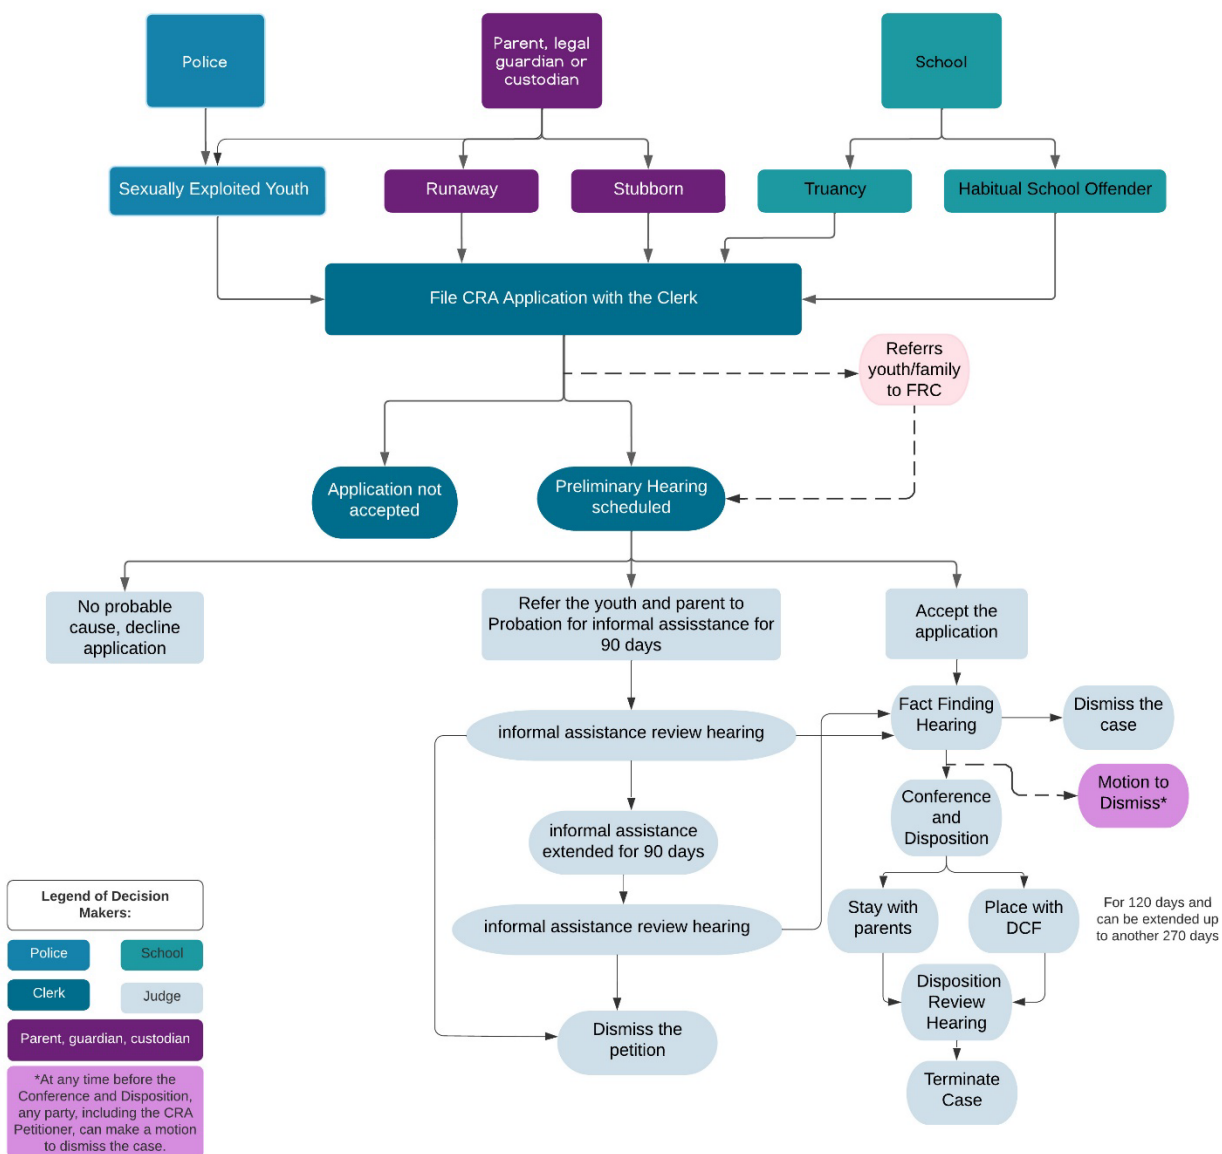 Police
Parent, legal
guardian or
custodian
School
Sexually Exploited Youth
Runaway
Stubborn
Truancy
Habitual School Offender
File CRA Application with the Clerk
Referrs
youth/family
to FRC
Application not
accepted
Preliminary Hearing
scheduled
No probable
cause, decline
application
Refer the youth and parent to
Probation for informal assisstance for
90 days
Accept the
application
informal assistance review hearing
Fact Finding
Hearing
Dismiss the
case
Motion to
Dismiss*
Conference
and
Disposition
informal assistance
extended for 90 days
informal assistance review hearing
Stay with
parents
Place with
DCF
For 120 days and
can be extended up
to another 270 days
Disposition
Review
Hearing
Dismiss the
petition
Terminate
Case
Legend of Decision
Makers:
Police
School
Clerk
Judge
Parent, guardian, custodian
*At any time before the
Conference and Disposition,
any party, including the CRA
Petitioner, can make a motion
to dismiss the case.